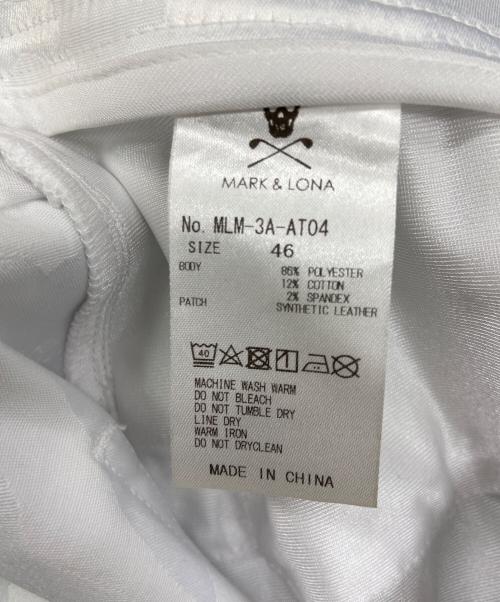 MARK & LONA
No. MLM-3A-AT04
SIZE 46
BODY 86% POLYESTER
12% COTTON
2% SPANDEX
PATCH SYNTHETIC LEATHER
40
MACHINE WASH WARM
DO NOT BLEACH
DO NOT TUMBLE DRY
LINE DRY
WARM IRON
DO NOT DRYCLEAN
MADE IN CHINA